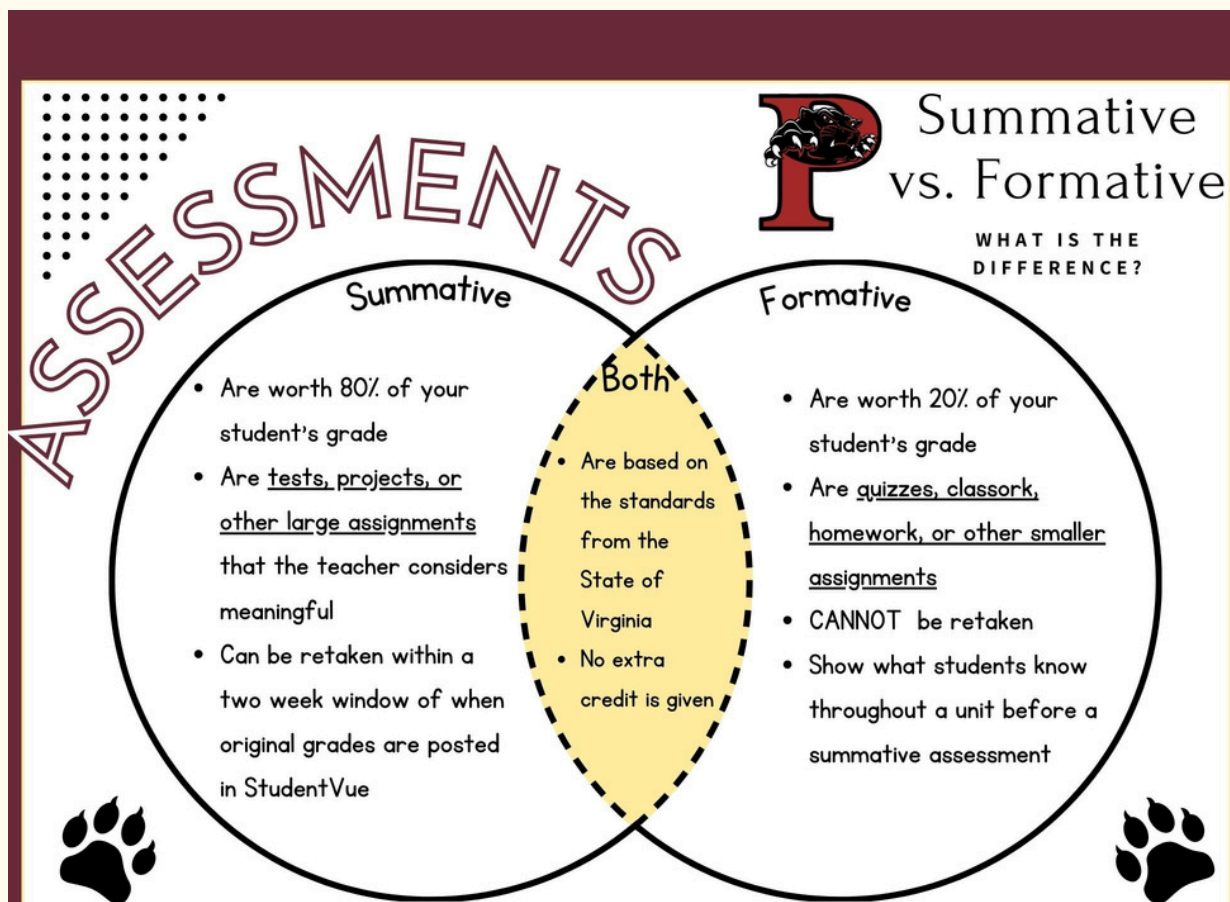 ASSESSMENTS
P
Summative
vs. Formative
WHAT IS THE
DIFFERENCE?
Summative
• Are worth 80% of your
student's grade
• Are tests, projects, or
other large assignments
that the teacher considers
meaningful
• Can be retaken within a
two week window of when
original grades are posted
in StudentVue
Both
• Are based on
the standards
from the
State of
Virginia
• No extra
credit is given
Formative
• Are worth 20% of your
student's grade
• Are quizzes, classork,
homework, or other smaller
assignments
• CANNOT be retaken
• Show what students know
throughout a unit before a
summative assessment